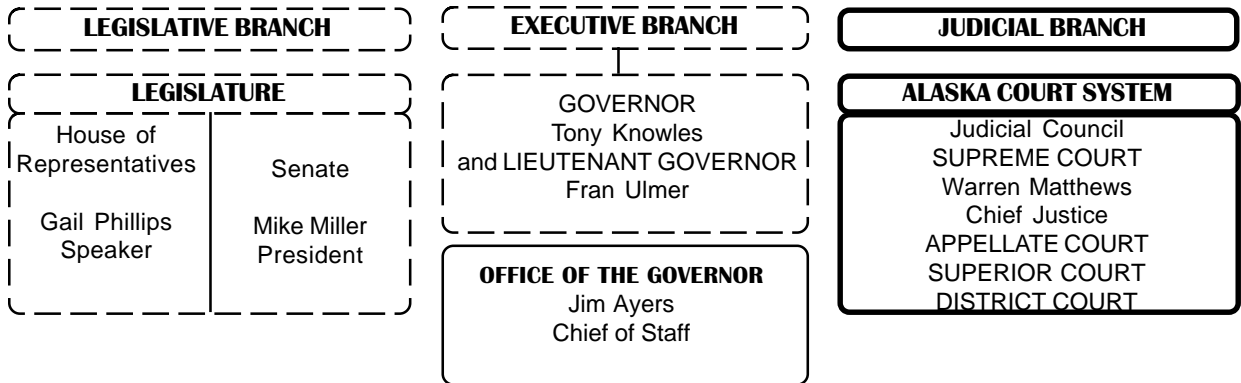 LEGISLATIVE BRANCH
LEGISLATURE
House of
Representatives
Gail Phillips
Speaker
Senate
Mike Miller
President
EXECUTIVE BRANCH
GOVERNOR
Tony Knowles
and LIEUTENANT GOVERNOR
Fran Ulmer
OFFICE OF THE GOVERNOR
Jim Ayers
Chief of Staff
JUDICIAL BRANCH
ALASKA COURT SYSTEM
Judicial Council
SUPREME COURT
Warren Matthews
Chief Justice
APPELLATE COURT
SUPERIOR COURT
DISTRICT COURT